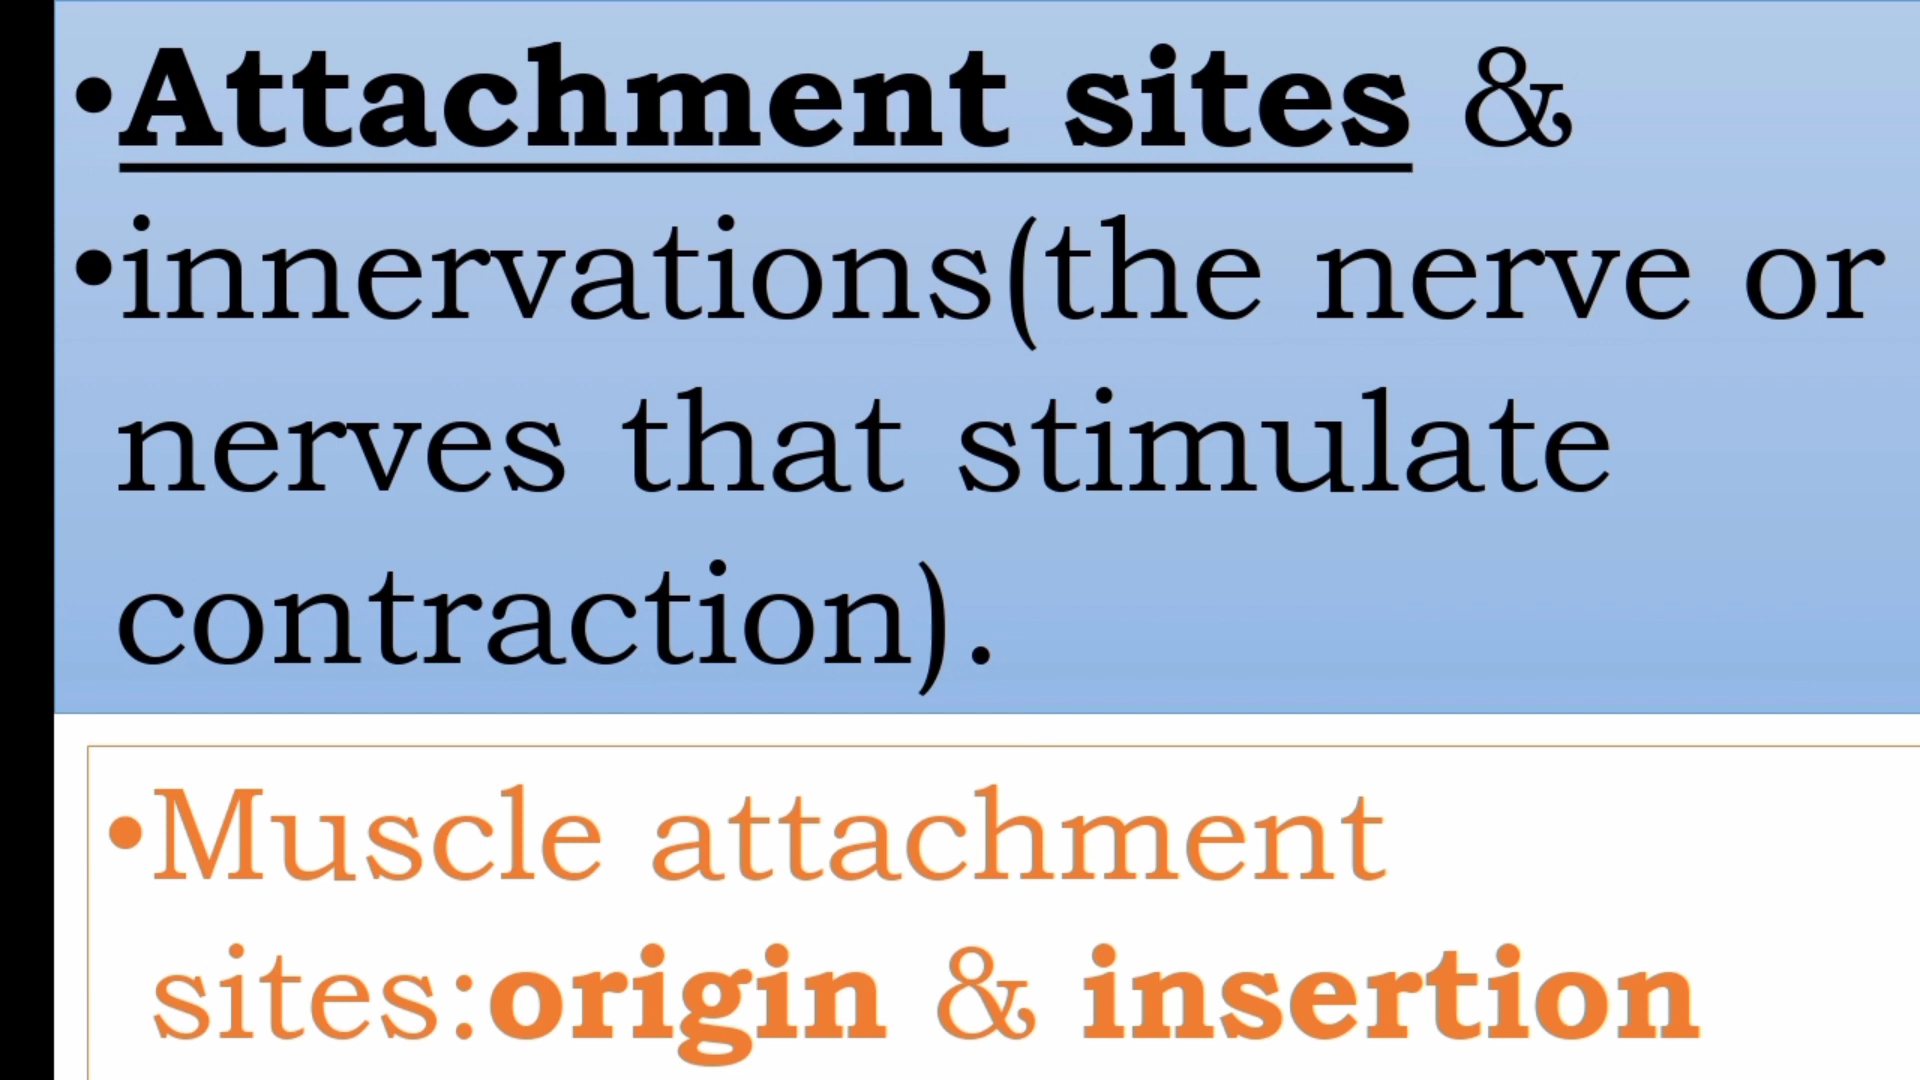 •Attachment sites &
•innervations(the nerve or
nerves that stimulate
contraction).
•Muscle attachment
sites:origin & insertion